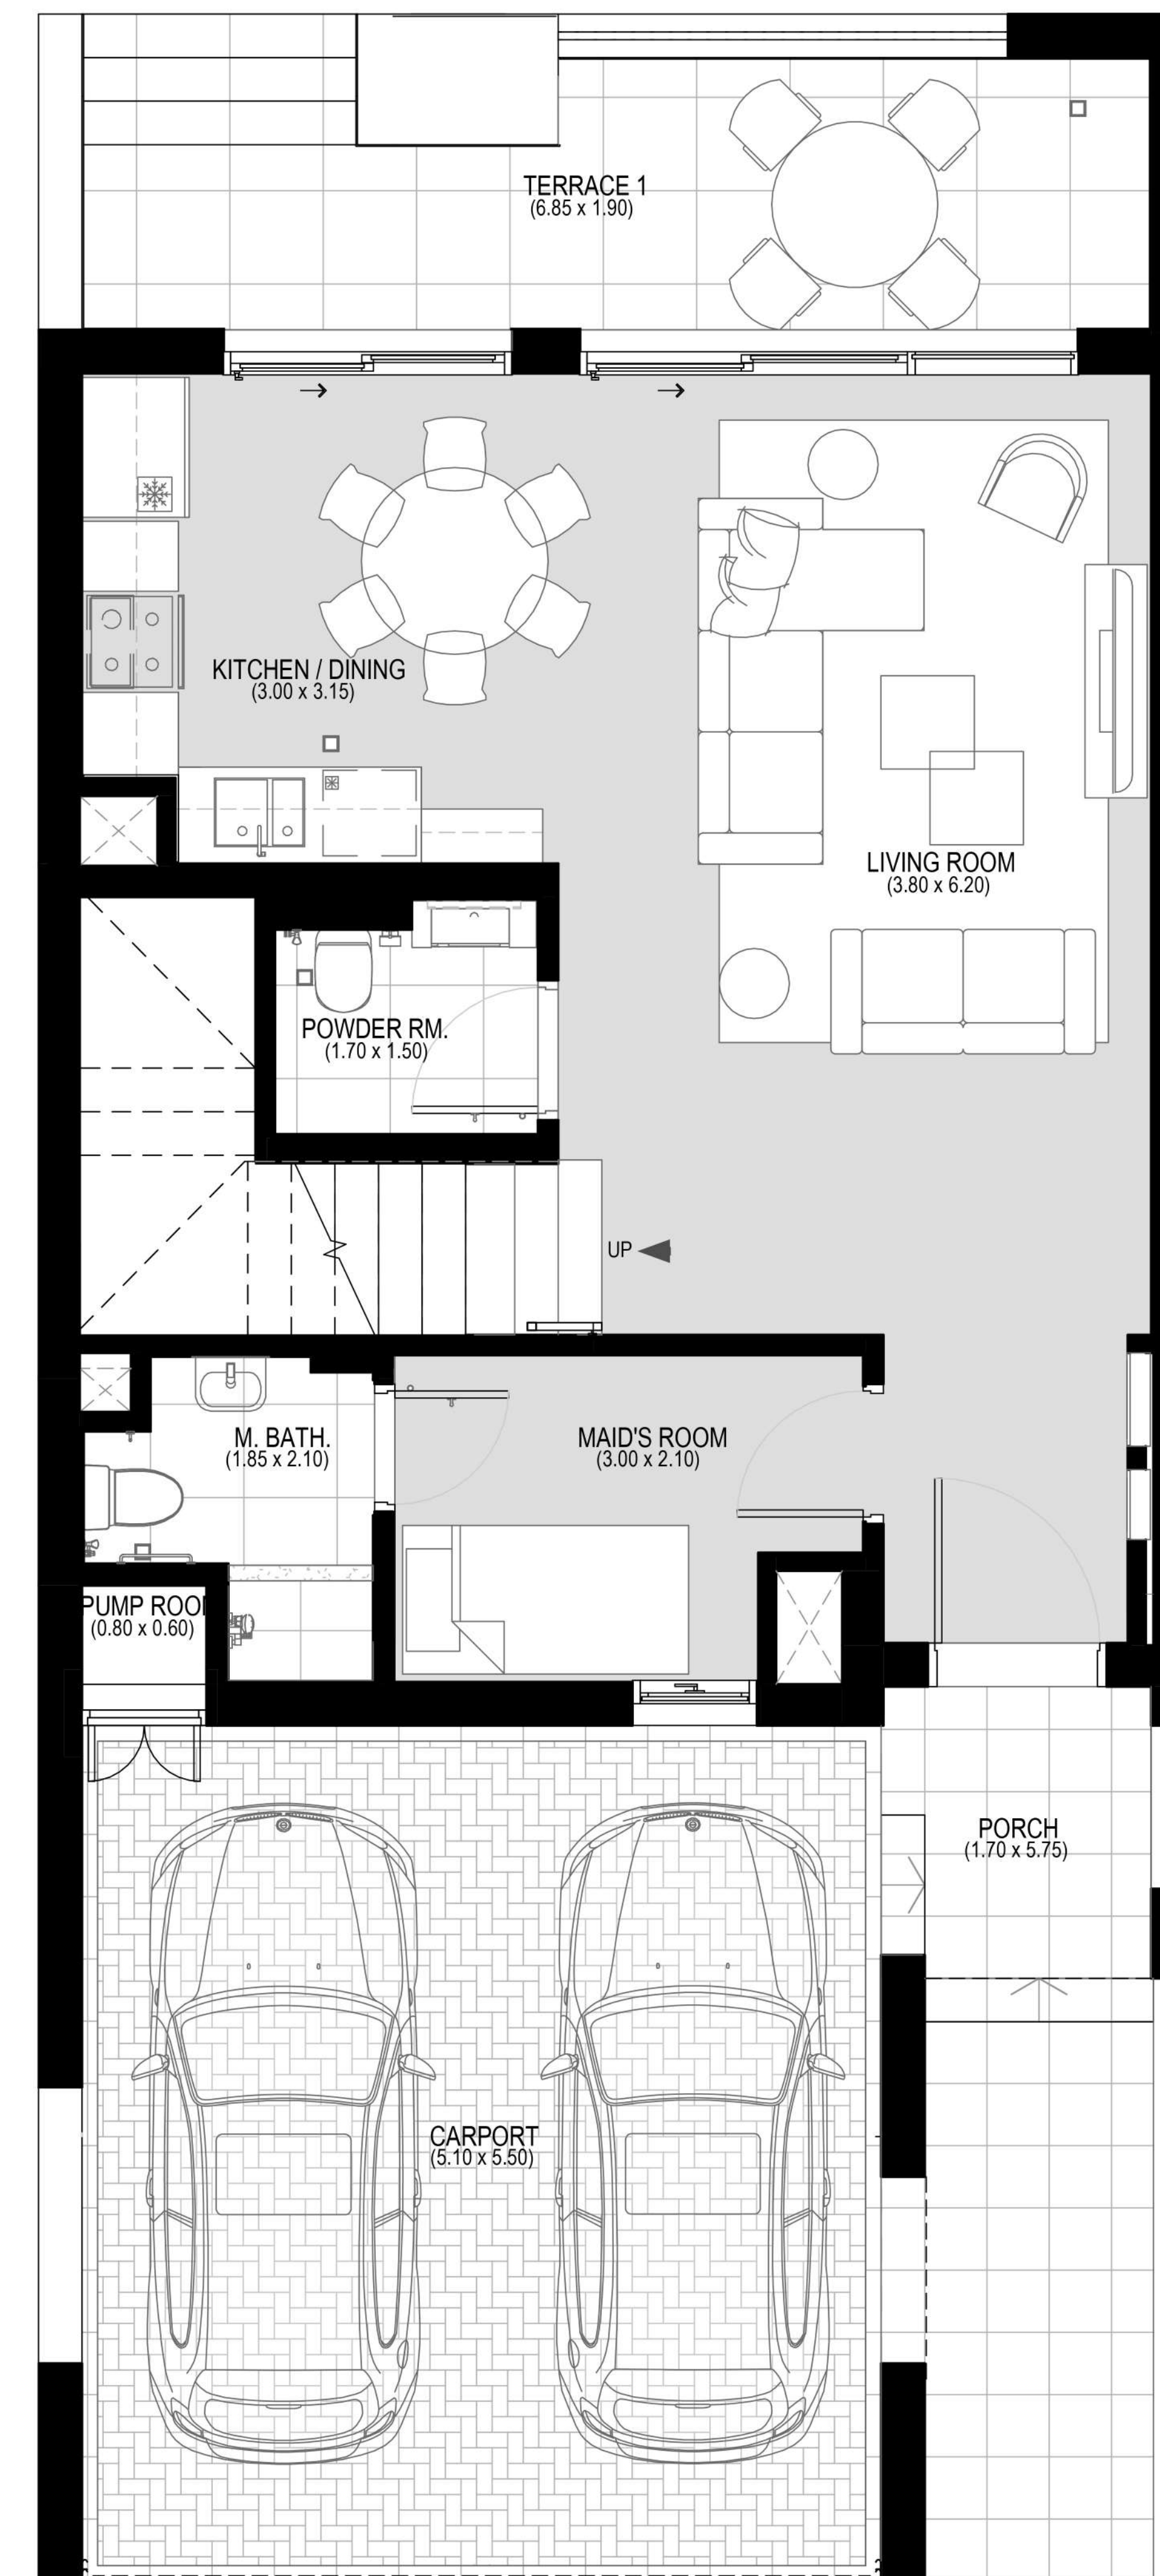 TERRACE 1
(6.85 x 1.90)
KITCHEN / DINING
(3.00 x 3.15)
LIVING ROOM
(3.80 x 6.20)
POWDER RM.
(1.70 x 1.50)
UP
M. BATH.
(1.85 x 2.10)
MAID'S ROOM
(3.00 x 2.10)
PUMP ROO
(0.80 x 0.60)
PORCH
(1.70 x 5.75)
CARPORT
(5.10 x 5.50)